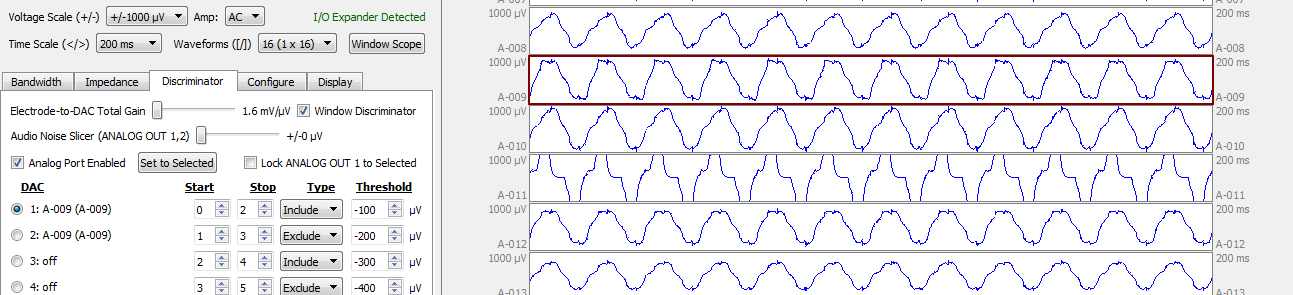 Voltage Scale (+/-) +/-1000 µV Amp: AC I/O Expander Detected
Time Scale (</>) 200 ms Waveforms ([/]) 16 (1 x 16) Window Scope
Bandwidth Impedance Discriminator Configure Display
Electrode-to-DAC Total Gain 1.6 mV/µV Window Discriminator
Audio Noise Slicer (ANALOG OUT 1,2) +/-0 µV
Analog Port Enabled Set to Selected Lock ANALOG OUT 1 to Selected
DAC Start Stop Type Threshold
1: A-009 (A-009) 0 2 Include -100 µV
2: A-009 (A-009) 1 3 Exclude -200 µV
3: off 2 4 Include -300 µV
4: off 3 5 Exclude -400 µV
1000 µV 200 ms
A-008 A-008
1000 µV 200 ms
A-009 A-009
1000 µV 200 ms
A-010 A-010
1000 µV 200 ms
A-011 A-011
1000 µV 200 ms
A-012 A-012
1000 µV 200 ms
A-013 A-013